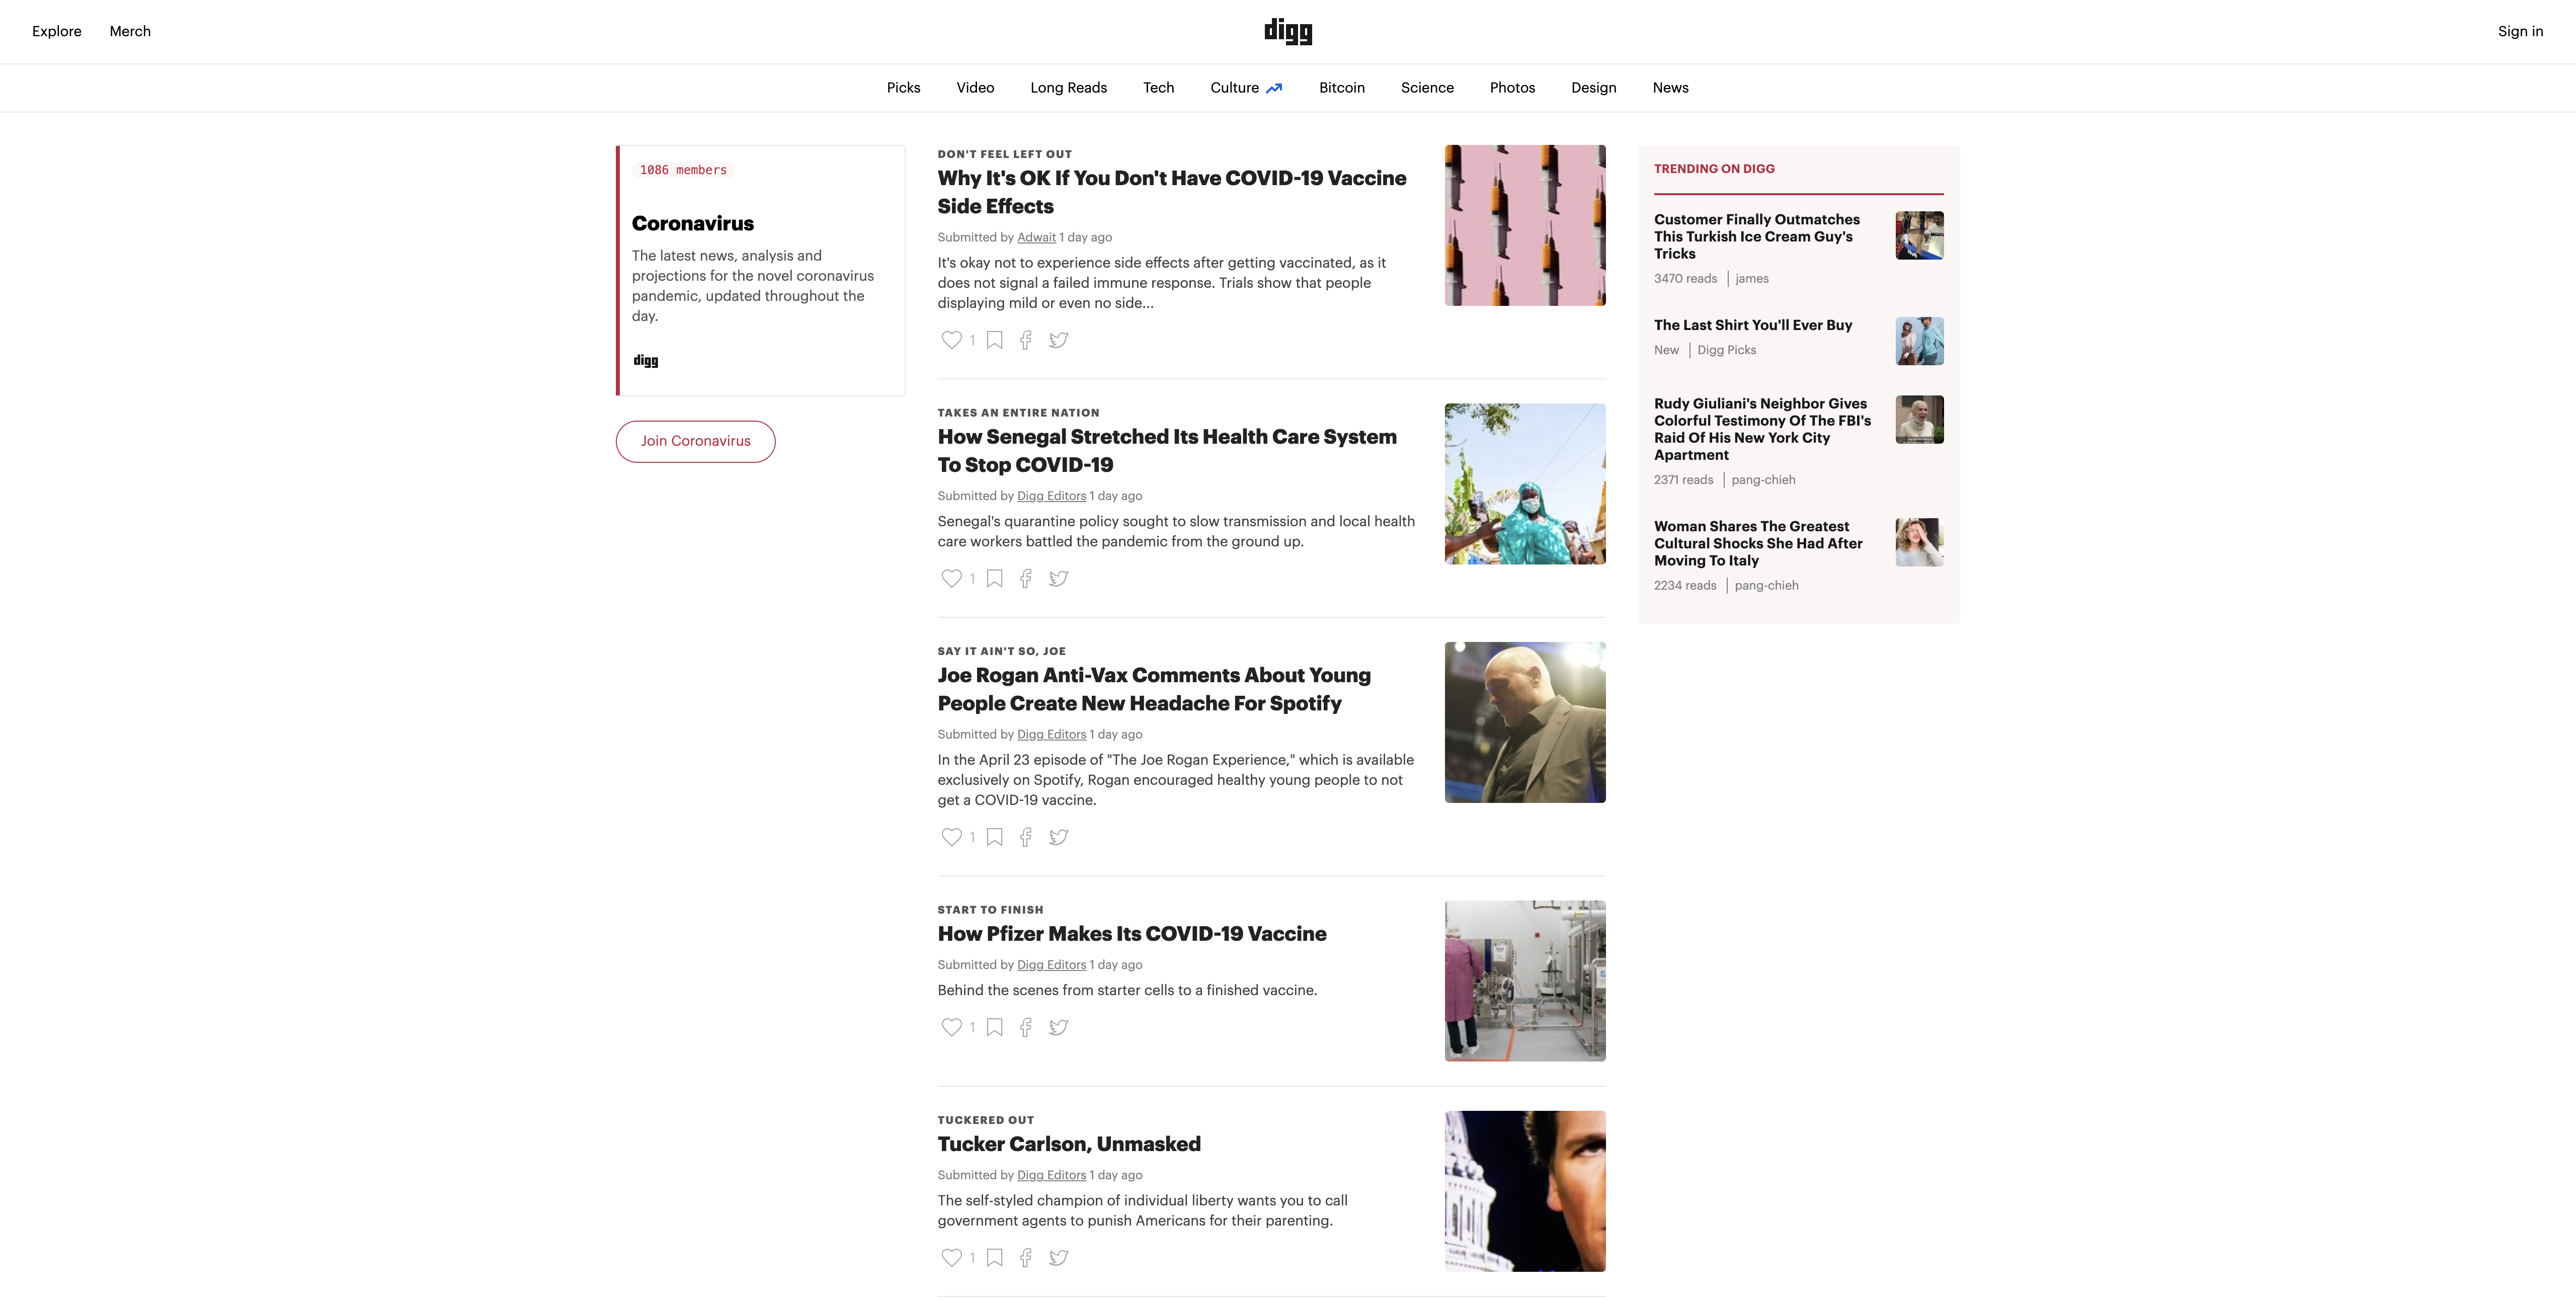 Explore Merch digg Sign in
Picks Video Long Reads Tech Culture Bitcoin Science Photos Design News
1086 members
Coronavirus
The latest news, analysis and
projections for the novel coronavirus
pandemic, updated throughout the
day.
digg
Join Coronavirus
DON'T FEEL LEFT OUT
Why It's OK If You Don't Have COVID-19 Vaccine
Side Effects
Submitted by Adwait 1 day ago
It's okay not to experience side effects after getting vaccinated, as it
does not signal a failed immune response. Trials show that people
displaying mild or even no side...
1
TAKES AN ENTIRE NATION
How Senegal Stretched Its Health Care System
To Stop COVID-19
Submitted by Digg Editors 1 day ago
Senegal's quarantine policy sought to slow transmission and local health
care workers battled the pandemic from the ground up.
1
SAY IT AIN'T SO, JOE
Joe Rogan Anti-Vax Comments About Young
People Create New Headache For Spotify
Submitted by Digg Editors 1 day ago
In the April 23 episode of "The Joe Rogan Experience," which is available
exclusively on Spotify, Rogan encouraged healthy young people to not
get a COVID-19 vaccine.
1
START TO FINISH
How Pfizer Makes Its COVID-19 Vaccine
Submitted by Digg Editors 1 day ago
Behind the scenes from starter cells to a finished vaccine.
1
TUCKERED OUT
Tucker Carlson, Unmasked
Submitted by Digg Editors 1 day ago
The self-styled champion of individual liberty wants you to call
government agents to punish Americans for their parenting.
1
TRENDING ON DIGG
Customer Finally Outmatches
This Turkish Ice Cream Guy's
Tricks
3470 reads james
The Last Shirt You'll Ever Buy
New Digg Picks
Rudy Giuliani's Neighbor Gives
Colorful Testimony Of The FBI's
Raid Of His New York City
Apartment
2371 reads pang-chieh
Woman Shares The Greatest
Cultural Shocks She Had After
Moving To Italy
2234 reads pang-chieh